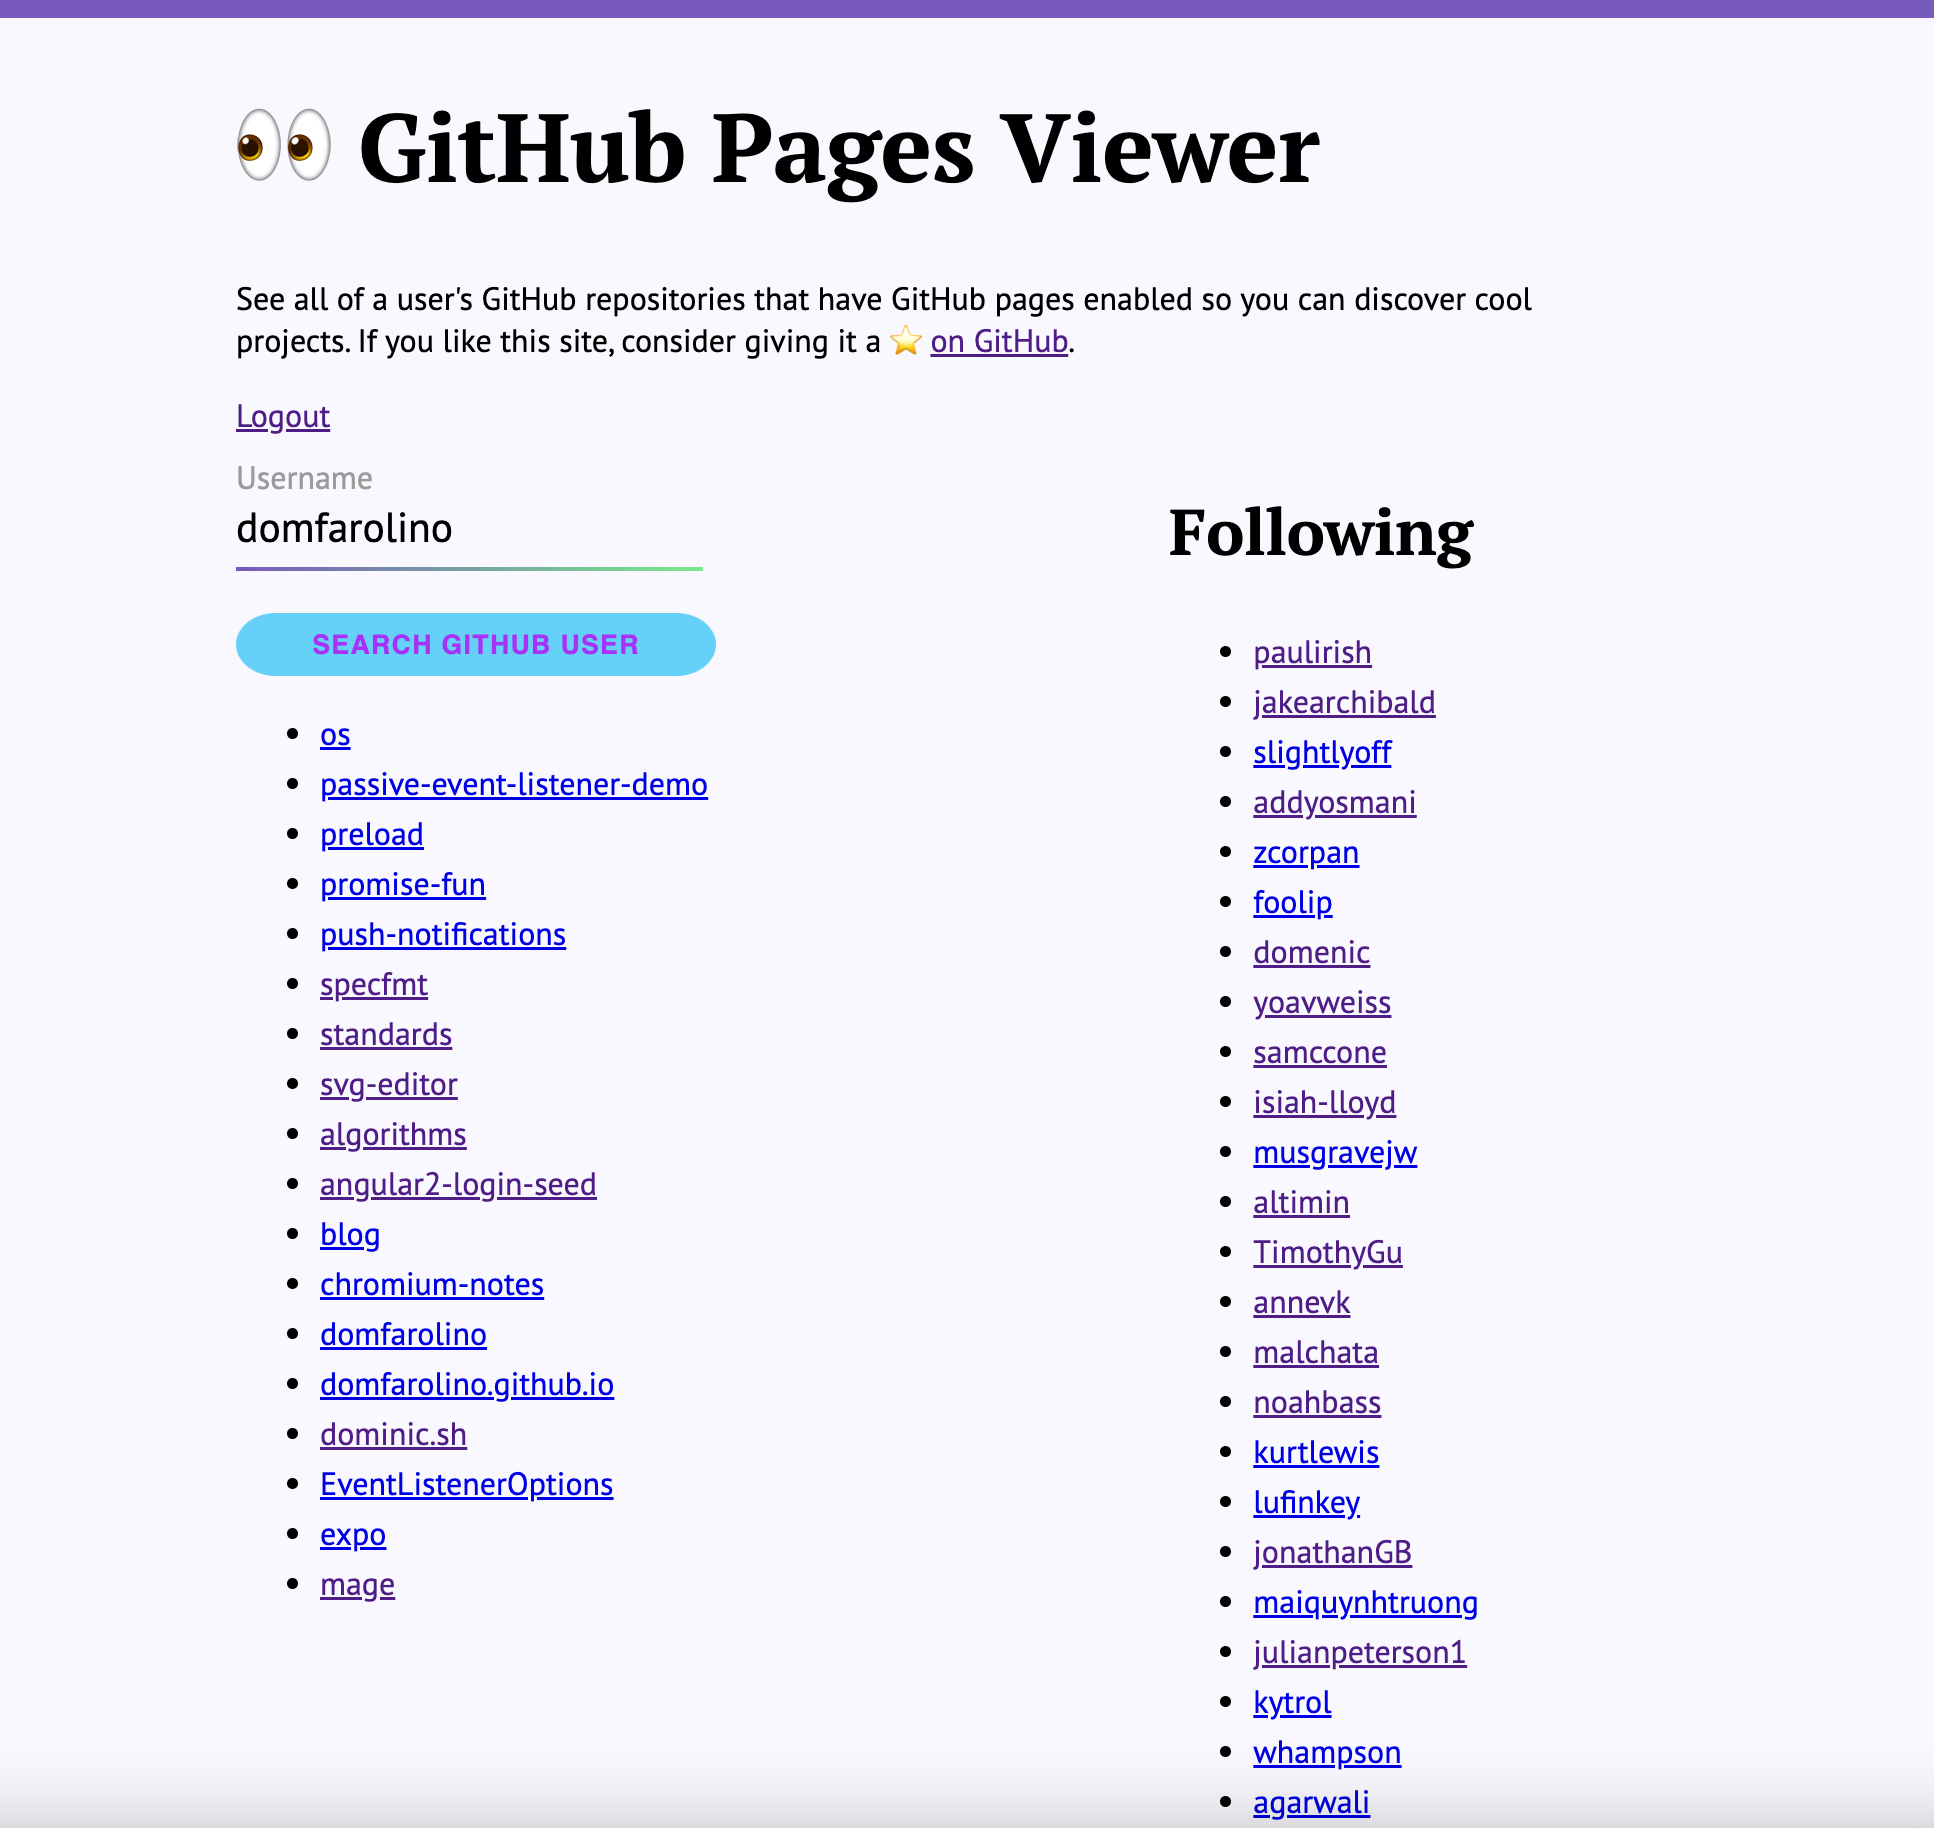 👀 GitHub Pages Viewer
See all of a user's GitHub repositories that have GitHub pages enabled so you can discover cool
projects. If you like this site, consider giving it a ⭐ on GitHub.
Logout
Username
domfarolino
SEARCH GITHUB USER
os
passive-event-listener-demo
preload
promise-fun
push-notifications
specfmt
standards
svg-editor
algorithms
angular2-login-seed
blog
chromium-notes
domfarolino
domfarolino.github.io
dominic.sh
EventListenerOptions
expo
mage
Following
paulirish
jakearchibald
slightlyoff
addyosmani
zcorpan
foolip
domenic
yoavweiss
samccone
isiah-lloyd
musgravejw
altimin
TimothyGu
annevk
malchata
noahbass
kurtlewis
lufinkey
jonathanGB
maiquynhtruong
julianpeterson1
kytrol
whampson
agarwali